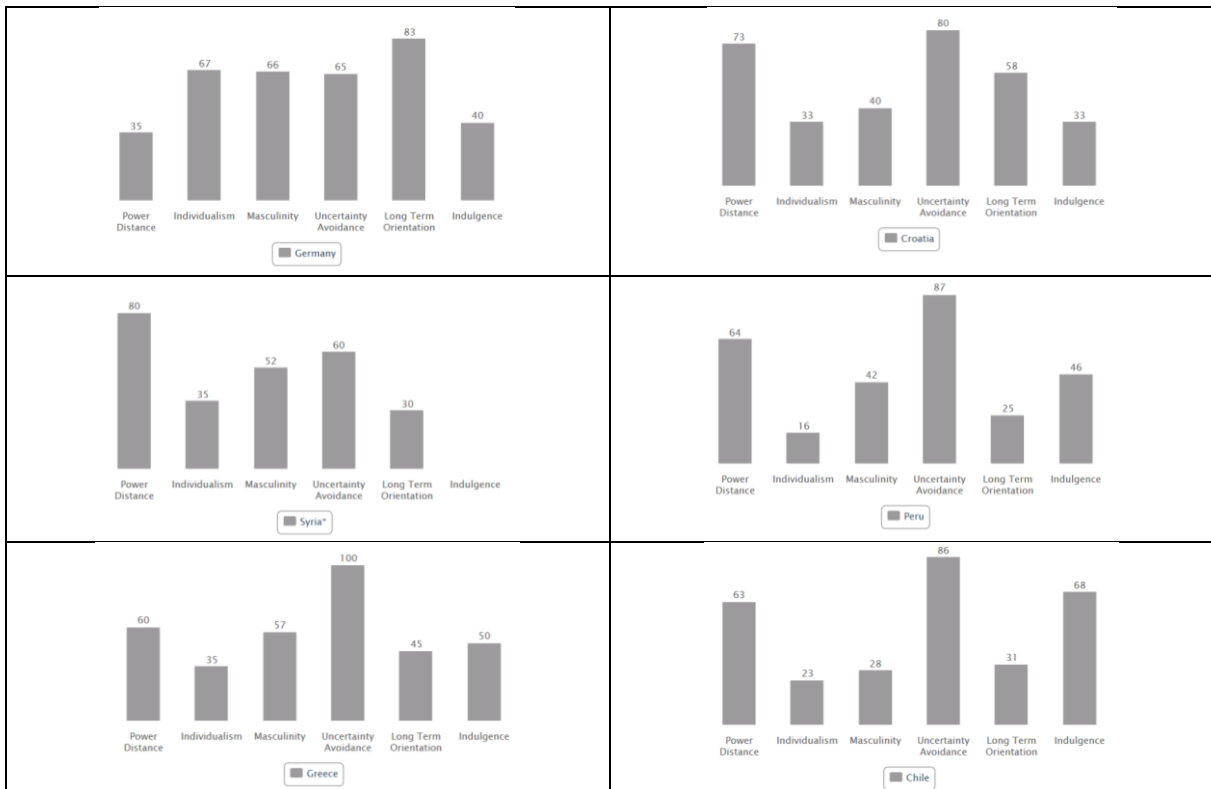 83
67
66
65
40
35
Power
Distance
Individualism
Masculinity
Uncertainty
Avoidance
Long Term
Orientation
Indulgence
Germany
80
73
58
40
33
33
Power
Distance
Individualism
Masculinity
Uncertainty
Avoidance
Long Term
Orientation
Indulgence
Croatia
80
60
52
35
30
Power
Distance
Individualism
Masculinity
Uncertainty
Avoidance
Long Term
Orientation
Indulgence
Syria*
87
64
46
42
25
16
Power
Distance
Individualism
Masculinity
Uncertainty
Avoidance
Long Term
Orientation
Indulgence
Peru
100
60
57
50
45
35
Power
Distance
Individualism
Masculinity
Uncertainty
Avoidance
Long Term
Orientation
Indulgence
Greece
86
68
63
31
28
23
Power
Distance
Individualism
Masculinity
Uncertainty
Avoidance
Long Term
Orientation
Indulgence
Chile